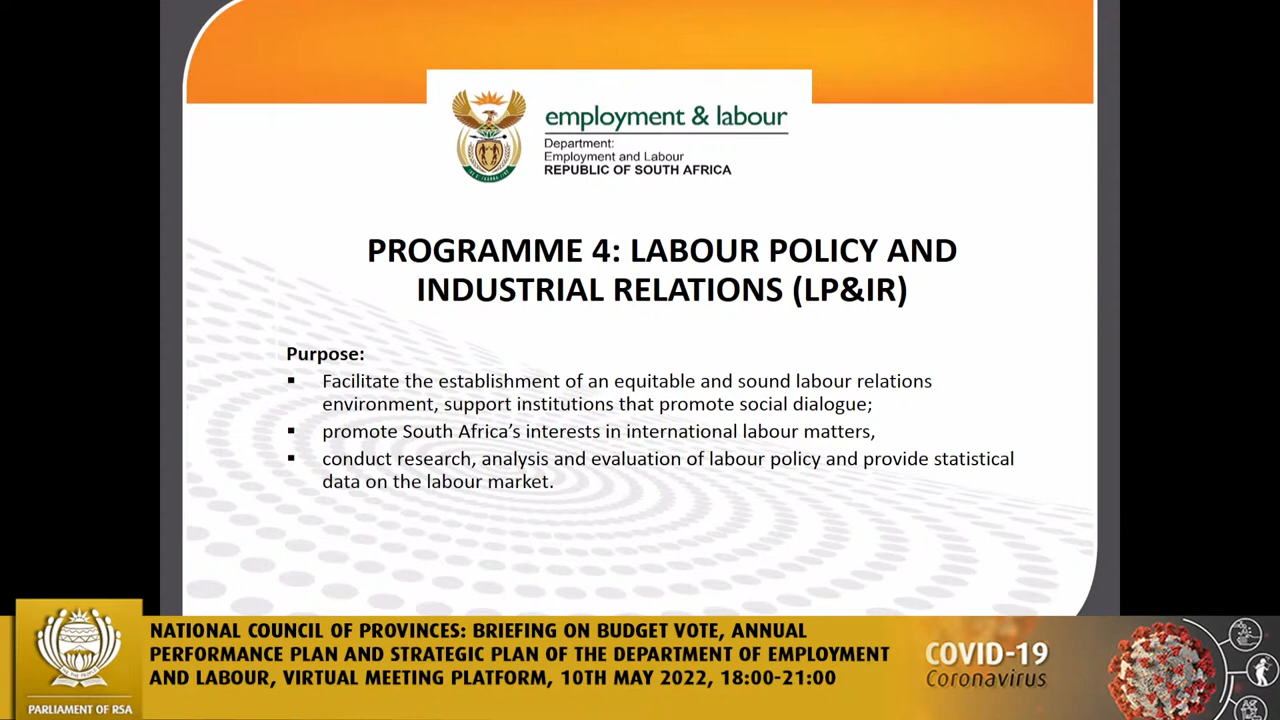 employment & labour
Department:
Employment and Labour
REPUBLIC OF SOUTH AFRICA
PROGRAMME 4: LABOUR POLICY AND
INDUSTRIAL RELATIONS (LP&IR)
Purpose:
▪ Facilitate the establishment of an equitable and sound labour relations
environment, support institutions that promote social dialogue;
▪ promote South Africa’s interests in international labour matters,
▪ conduct research, analysis and evaluation of labour policy and provide statistical
data on the labour market.
NATIONAL COUNCIL OF PROVINCES: BRIEFING ON BUDGET VOTE, ANNUAL
PERFORMANCE PLAN AND STRATEGIC PLAN OF THE DEPARTMENT OF EMPLOYMENT
AND LABOUR, VIRTUAL MEETING PLATFORM, 10TH MAY 2022, 18:00-21:00
PARLIAMENT OF RSA
COVID-19
Coronavirus